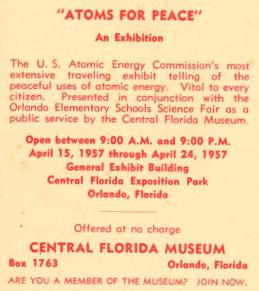 "ATOMS FOR PEACE"
An Exhibition
The U. S. Atomic Energy Commission's most
extensive traveling exhibit telling of the
peaceful uses of atomic energy. Vital to every
citizen. Presented in conjunction with the
Orlando Elementary Schools Science Fair as a
public service by the Central Florida Museum.
Open between 9:00 A.M. and 9:00 P.M.
April 15, 1957 through April 24, 1957
General Exhibit Building
Central Florida Exposition Park
Orlando, Florida
Offered at no charge
CENTRAL FLORIDA MUSEUM
Box 1763 Orlando, Florida
ARE YOU A MEMBER OF THE MUSEUM? JOIN NOW.